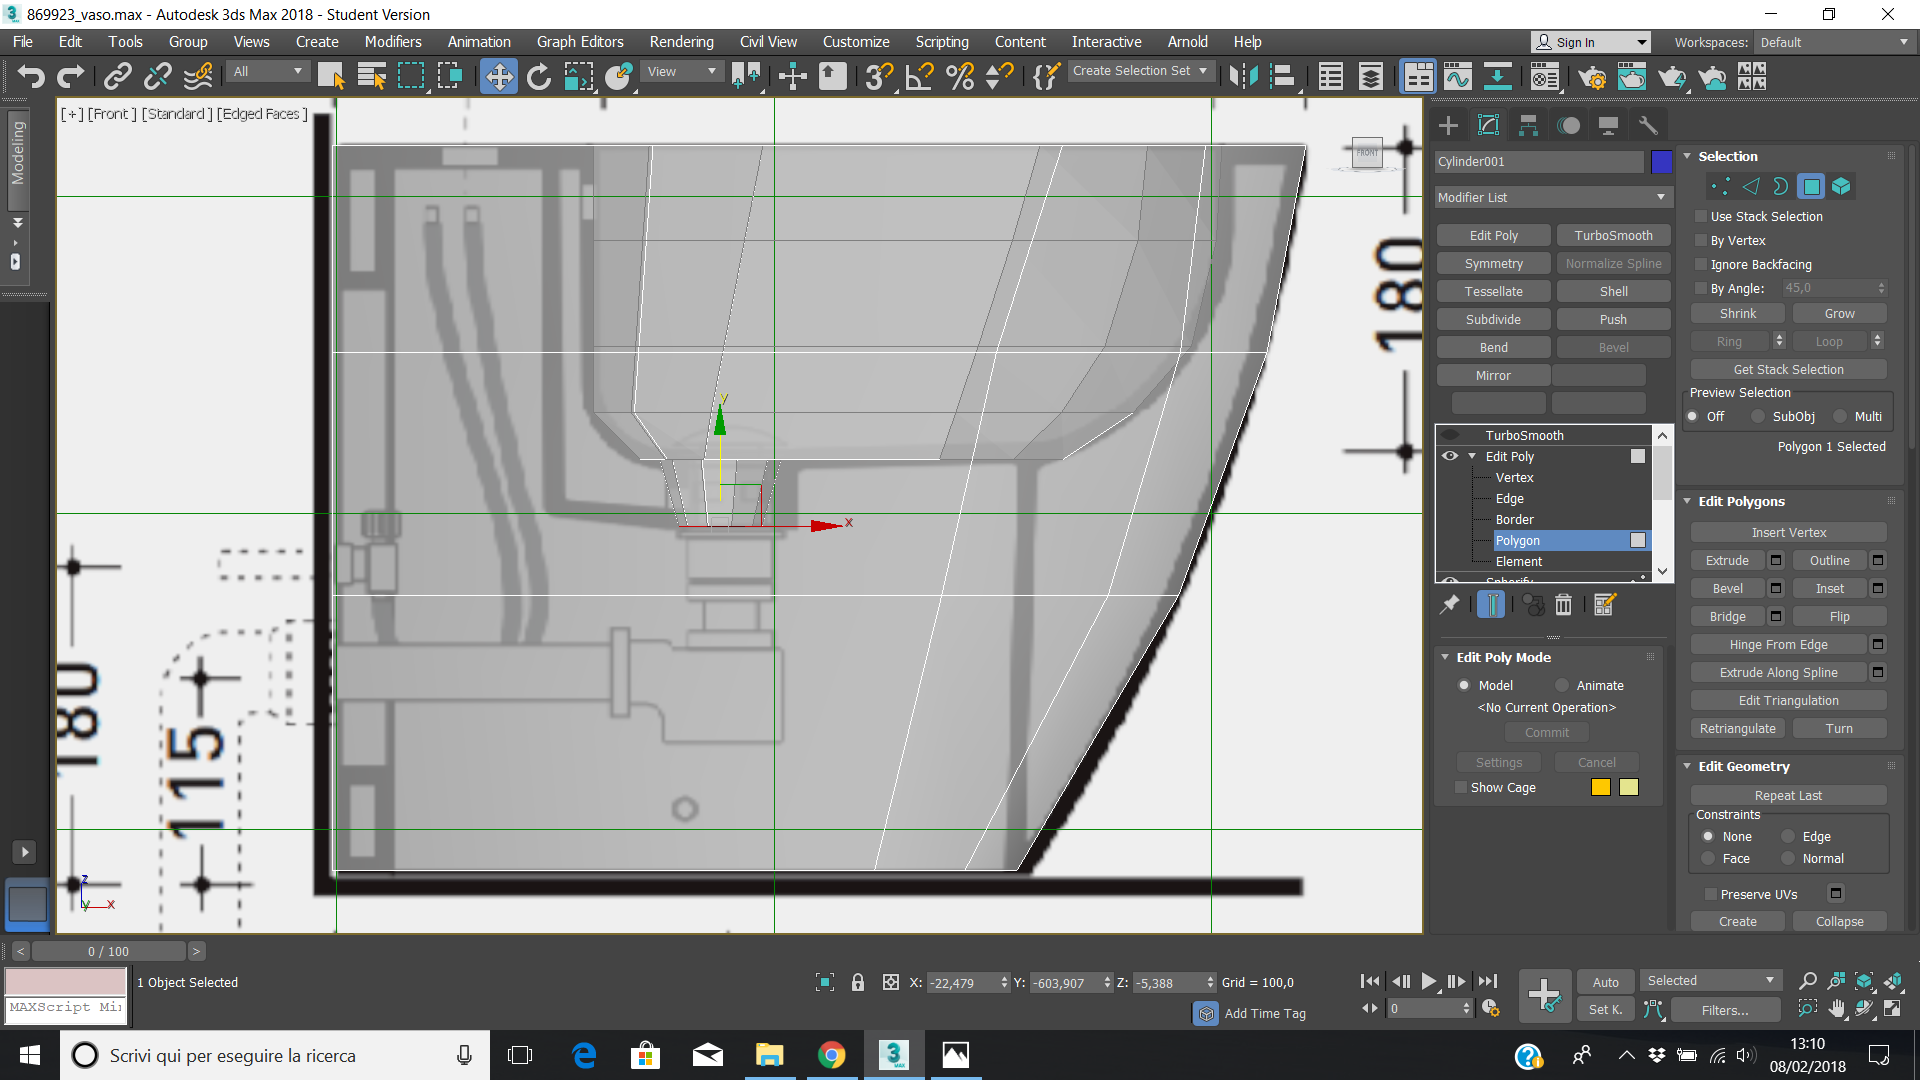 869923_vaso.max - Autodesk 3ds Max 2018 - Student Version
File Edit Tools Group Views Create Modifiers Animation Graph Editors Rendering Civil View Customize Scripting Content Interactive Arnold Help
Sign In
Workspaces: Default
All
View
Create Selection Set
[+] [Front ] [Standard ] [Edged Faces ]
Modeling
FRONT
180
180
115
y
x
z
y
x
Cylinder001
Modifier List
Edit Poly TurboSmooth
Symmetry Normalize Spline
Tessellate Shell
Subdivide Push
Bend Bevel
Mirror
TurboSmooth
Edit Poly
Vertex
Edge
Border
Polygon
Element
Spherify
Edit Poly Mode
Model Animate
<No Current Operation>
Commit
Settings Cancel
Show Cage
Selection
Use Stack Selection
By Vertex
Ignore Backfacing
By Angle: 45,0
Shrink Grow
Ring Loop
Get Stack Selection
Preview Selection
Off SubObj Multi
Polygon 1 Selected
Edit Polygons
Insert Vertex
Extrude Outline
Bevel Inset
Bridge Flip
Hinge From Edge
Extrude Along Spline
Edit Triangulation
Retriangulate Turn
Edit Geometry
Repeat Last
Constraints
None Edge
Face Normal
Preserve UVs
Create Collapse
< 0 / 100 >
MAXScript Mi
1 Object Selected
X: -22,479 Y: -603,907 Z: -5,388 Grid = 100,0
Add Time Tag
0
Auto Selected
Set K. Filters...
Scrivi qui per eseguire la ricerca
13:10
08/02/2018